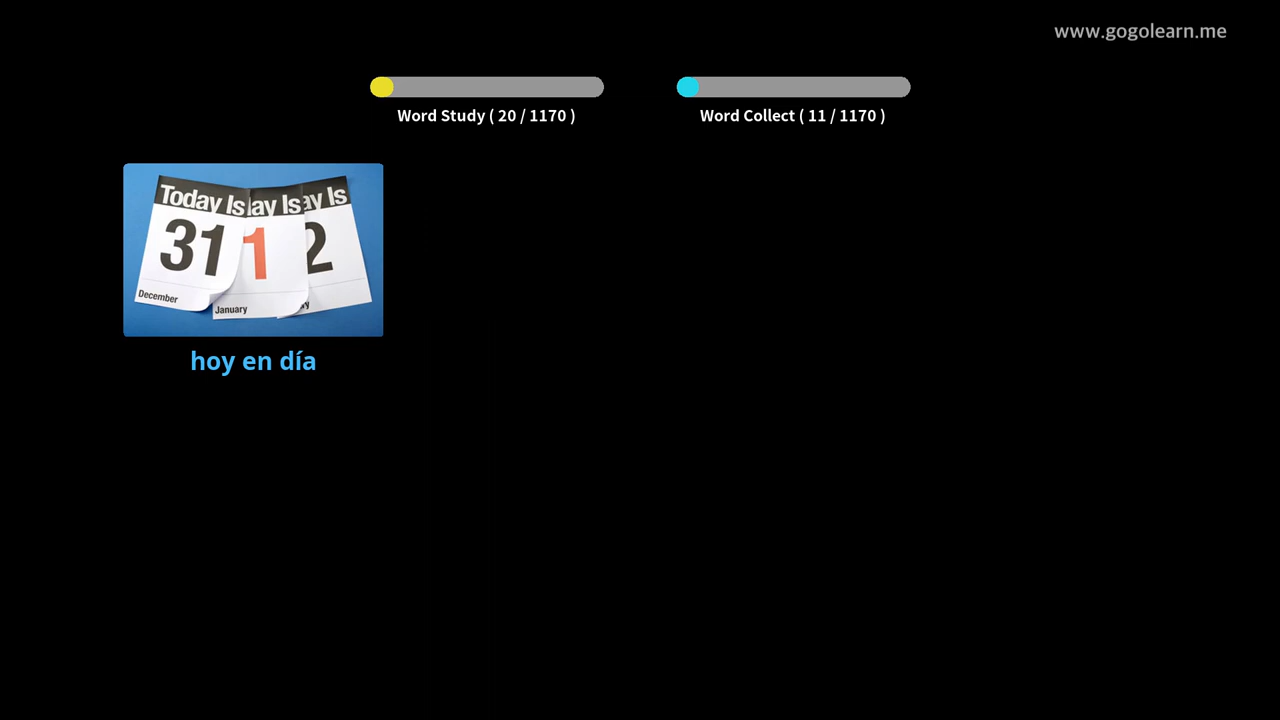 www.gogolearn.me
Word Study ( 20 / 1170 )
Word Collect ( 11 / 1170 )
Today Is
ay Is
ay Is
31
1
2
December
January
hoy en día